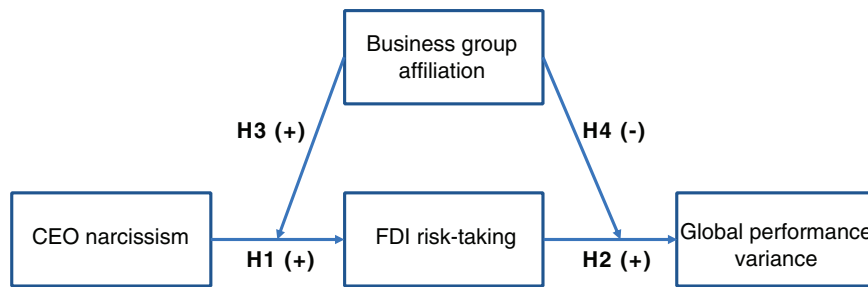 Business group
affiliation
H3 (+)
H4 (-)
CEO narcissism
FDI risk-taking
Global performance
variance
H1 (+)
H2 (+)